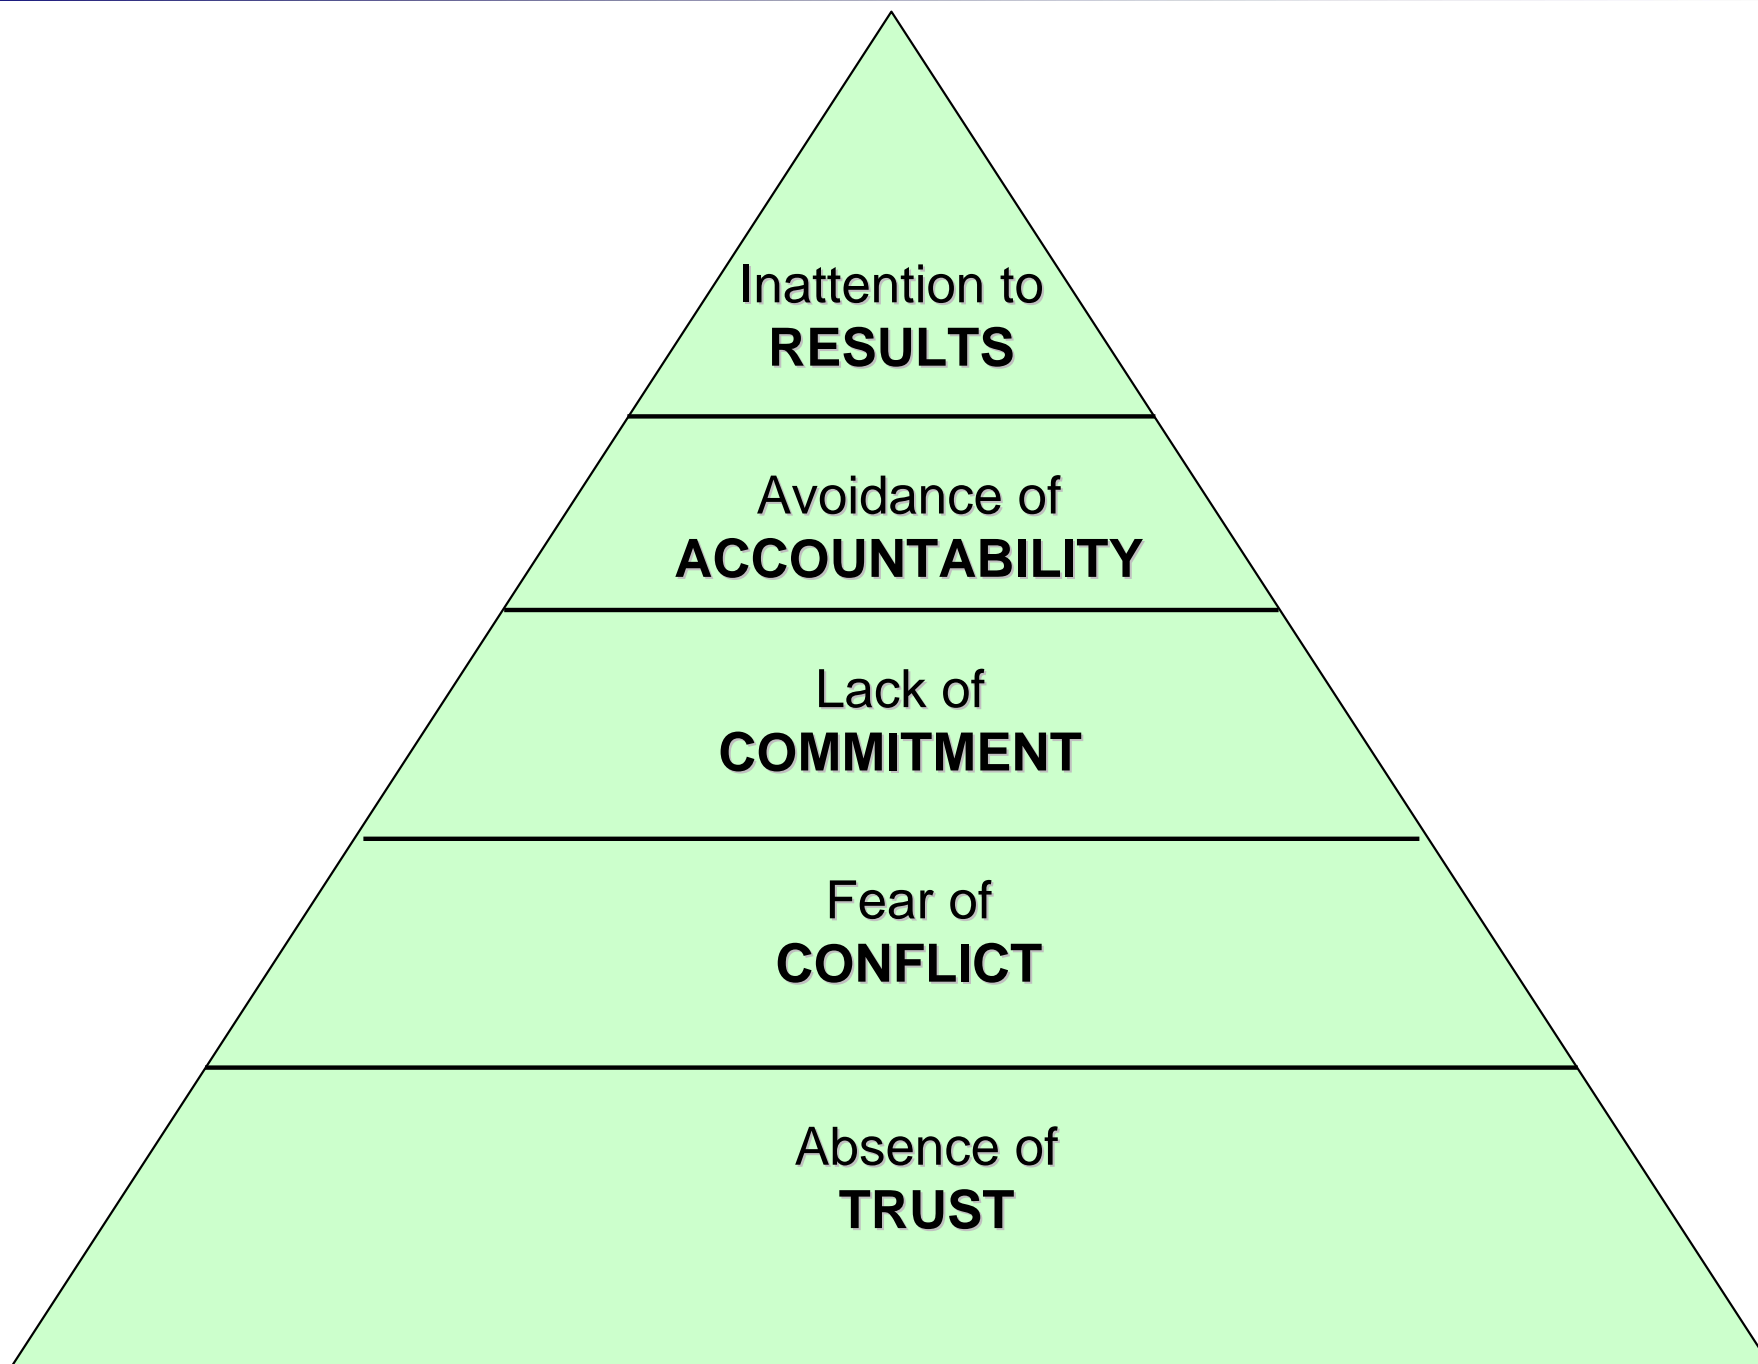 Inattention to
RESULTS
Avoidance of
ACCOUNTABILITY
Lack of
COMMITMENT
Fear of
CONFLICT
Absence of
TRUST